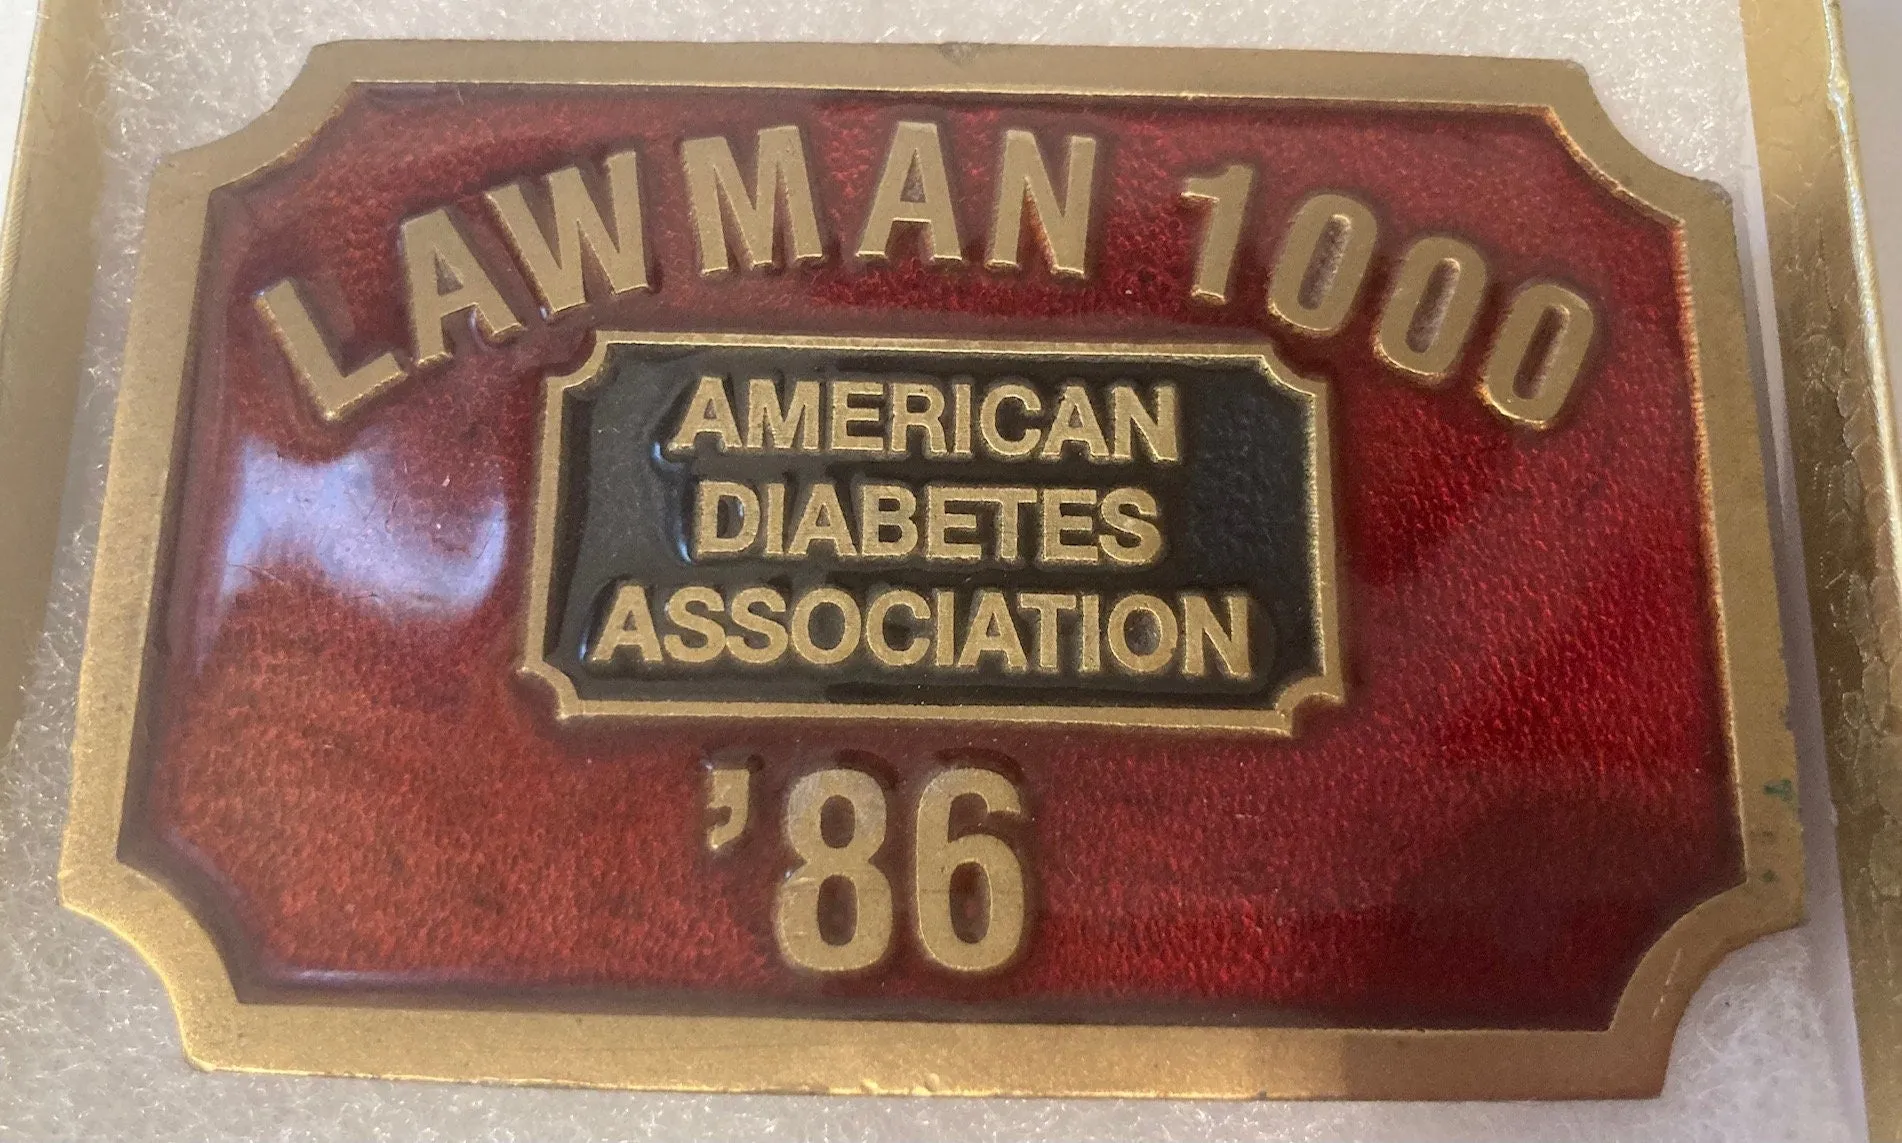 LAWMAN 1000
AMERICAN
DIABETES
ASSOCIATION
’86